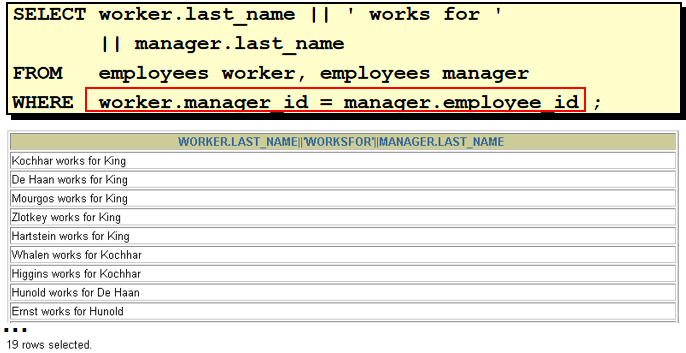 SELECT worker.last_name || ' works for '
|| manager.last_name
FROM employees worker, employees manager
WHERE worker.manager_id = manager.employee_id ;
WORKER.LAST_NAME||'WORKSFOR'||MANAGER.LAST_NAME
Kochhar works for King
De Haan works for King
Mourgos works for King
Zlotkey works for King
Hartstein works for King
Whalen works for Kochhar
Higgins works for Kochhar
Hunold works for De Haan
Ernst works for Hunold
...
19 rows selected.